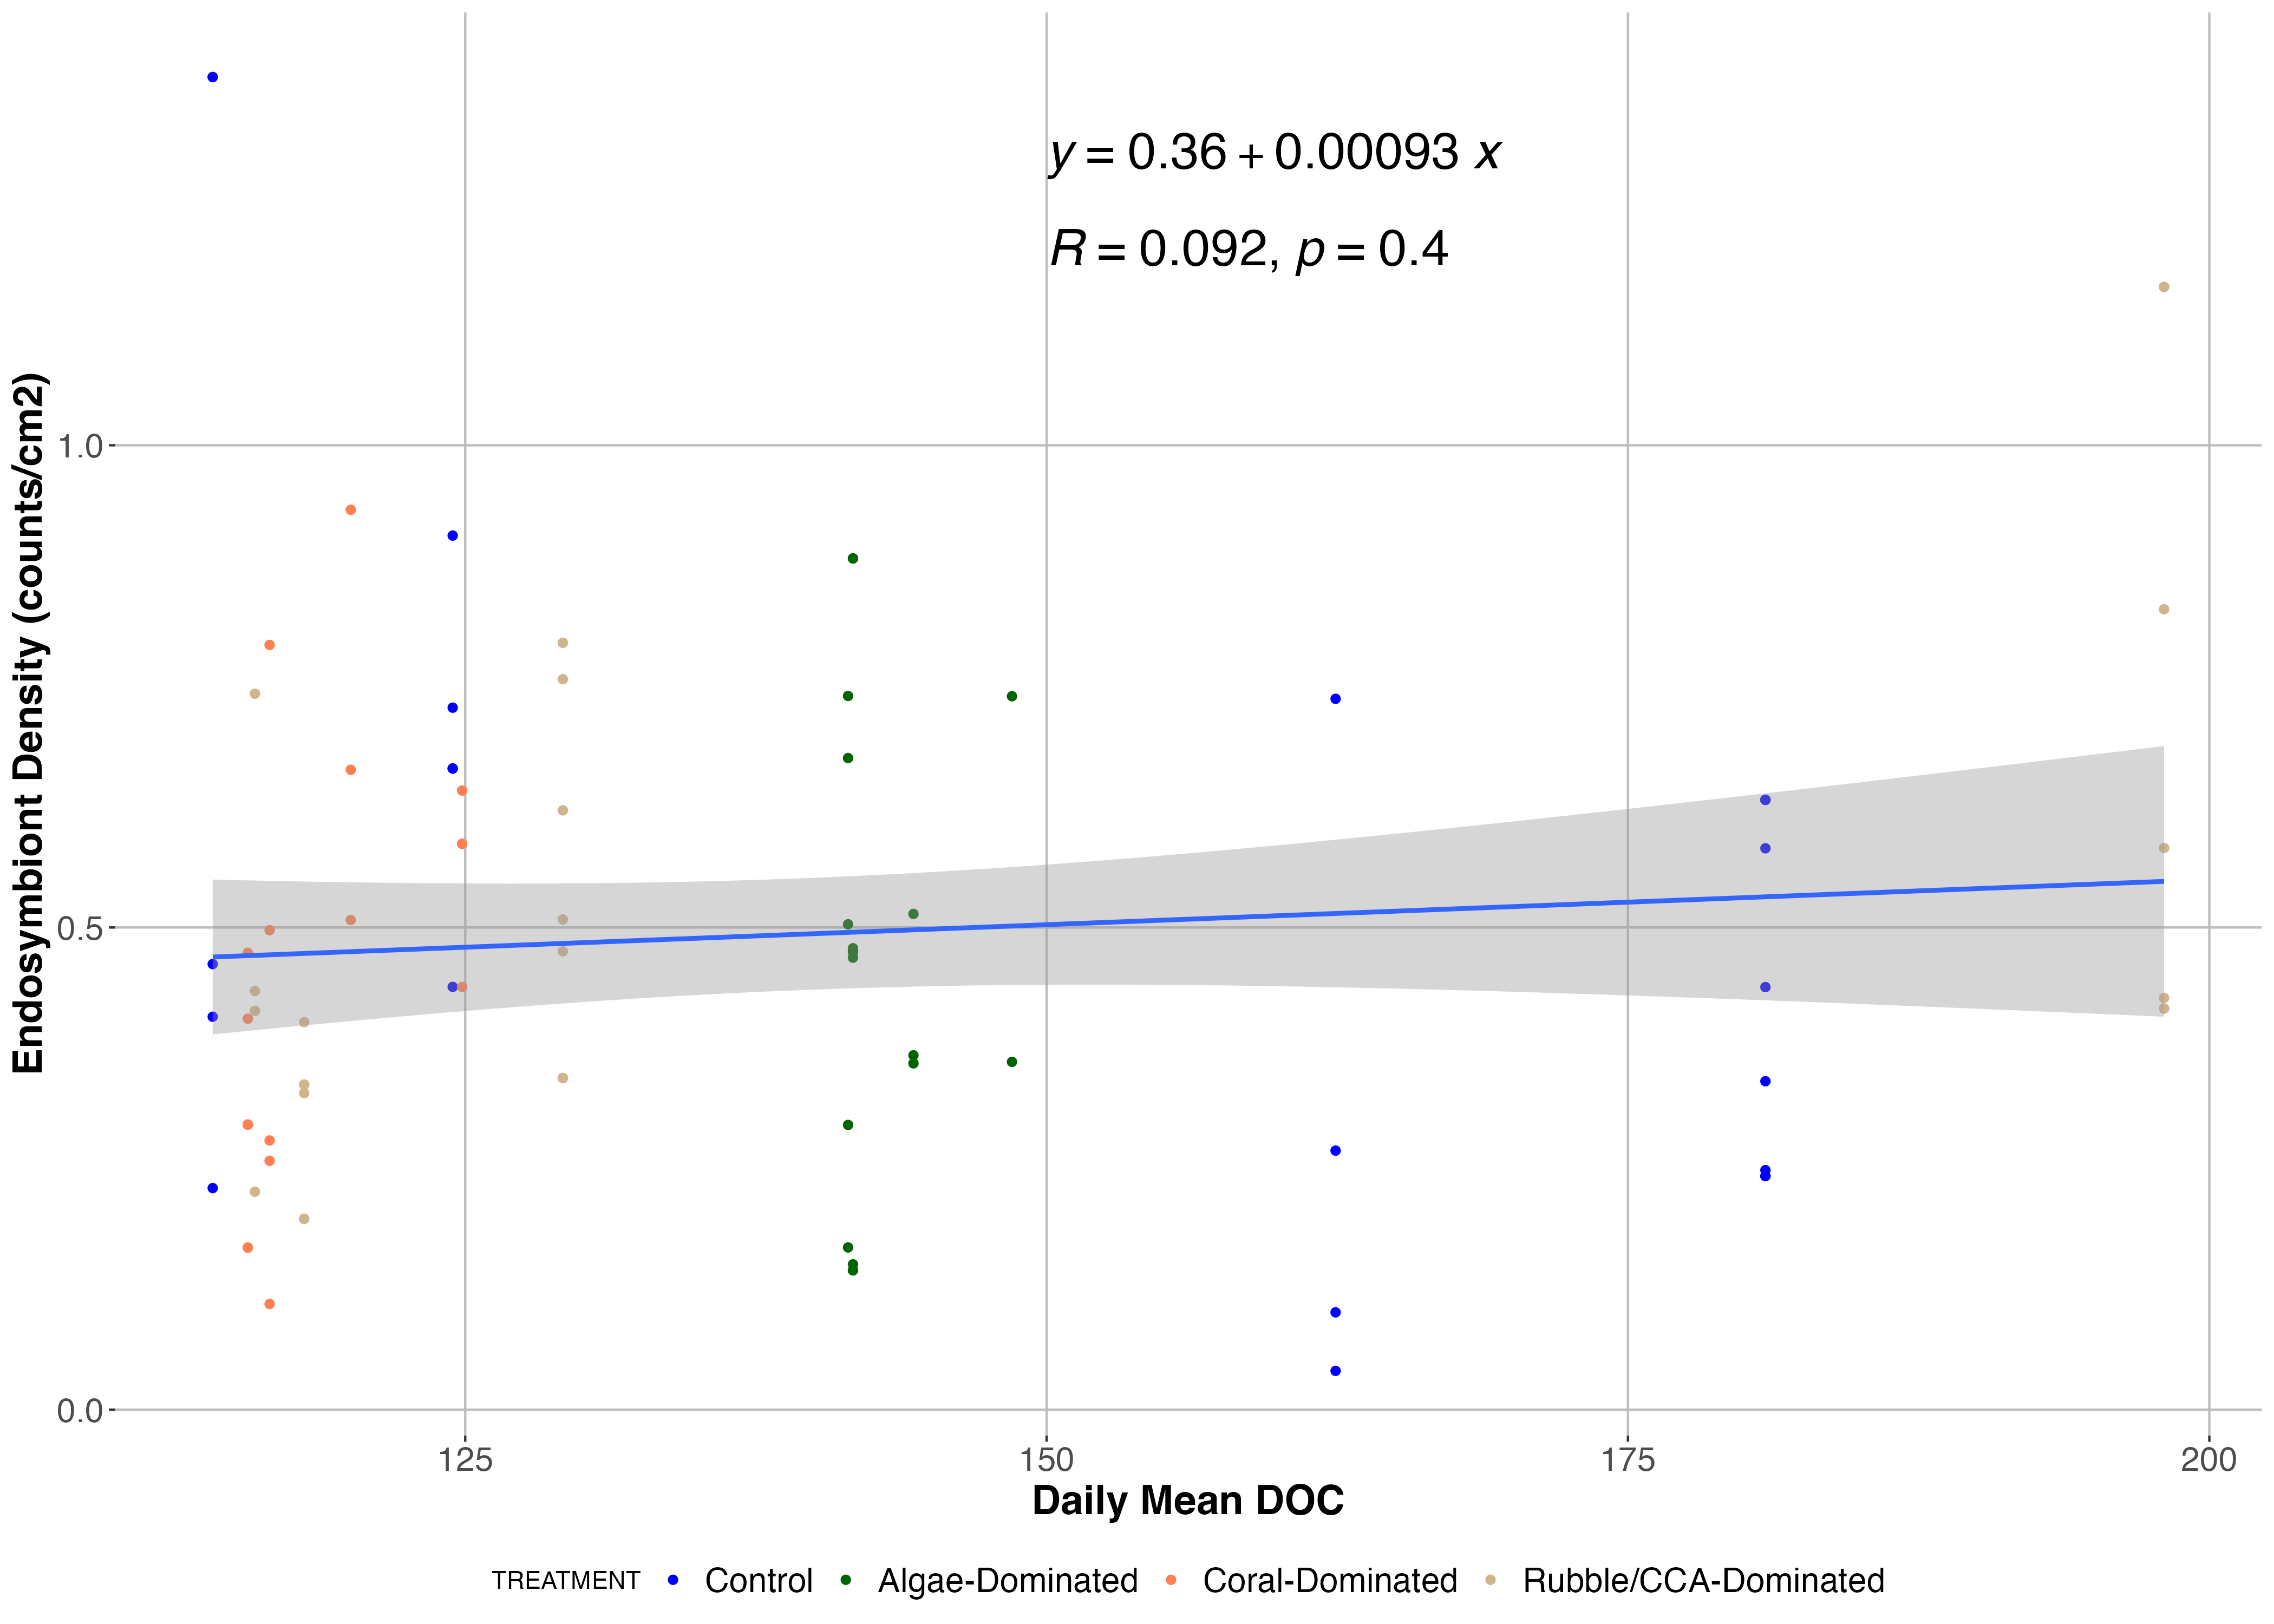 y = 0.36 + 0.00093 x
R = 0.092, p = 0.4
Endosymbiont Density (counts/cm2)
1.0
0.5
0.0
125 150 175 200
Daily Mean DOC
TREATMENT Control Algae-Dominated Coral-Dominated Rubble/CCA-Dominated